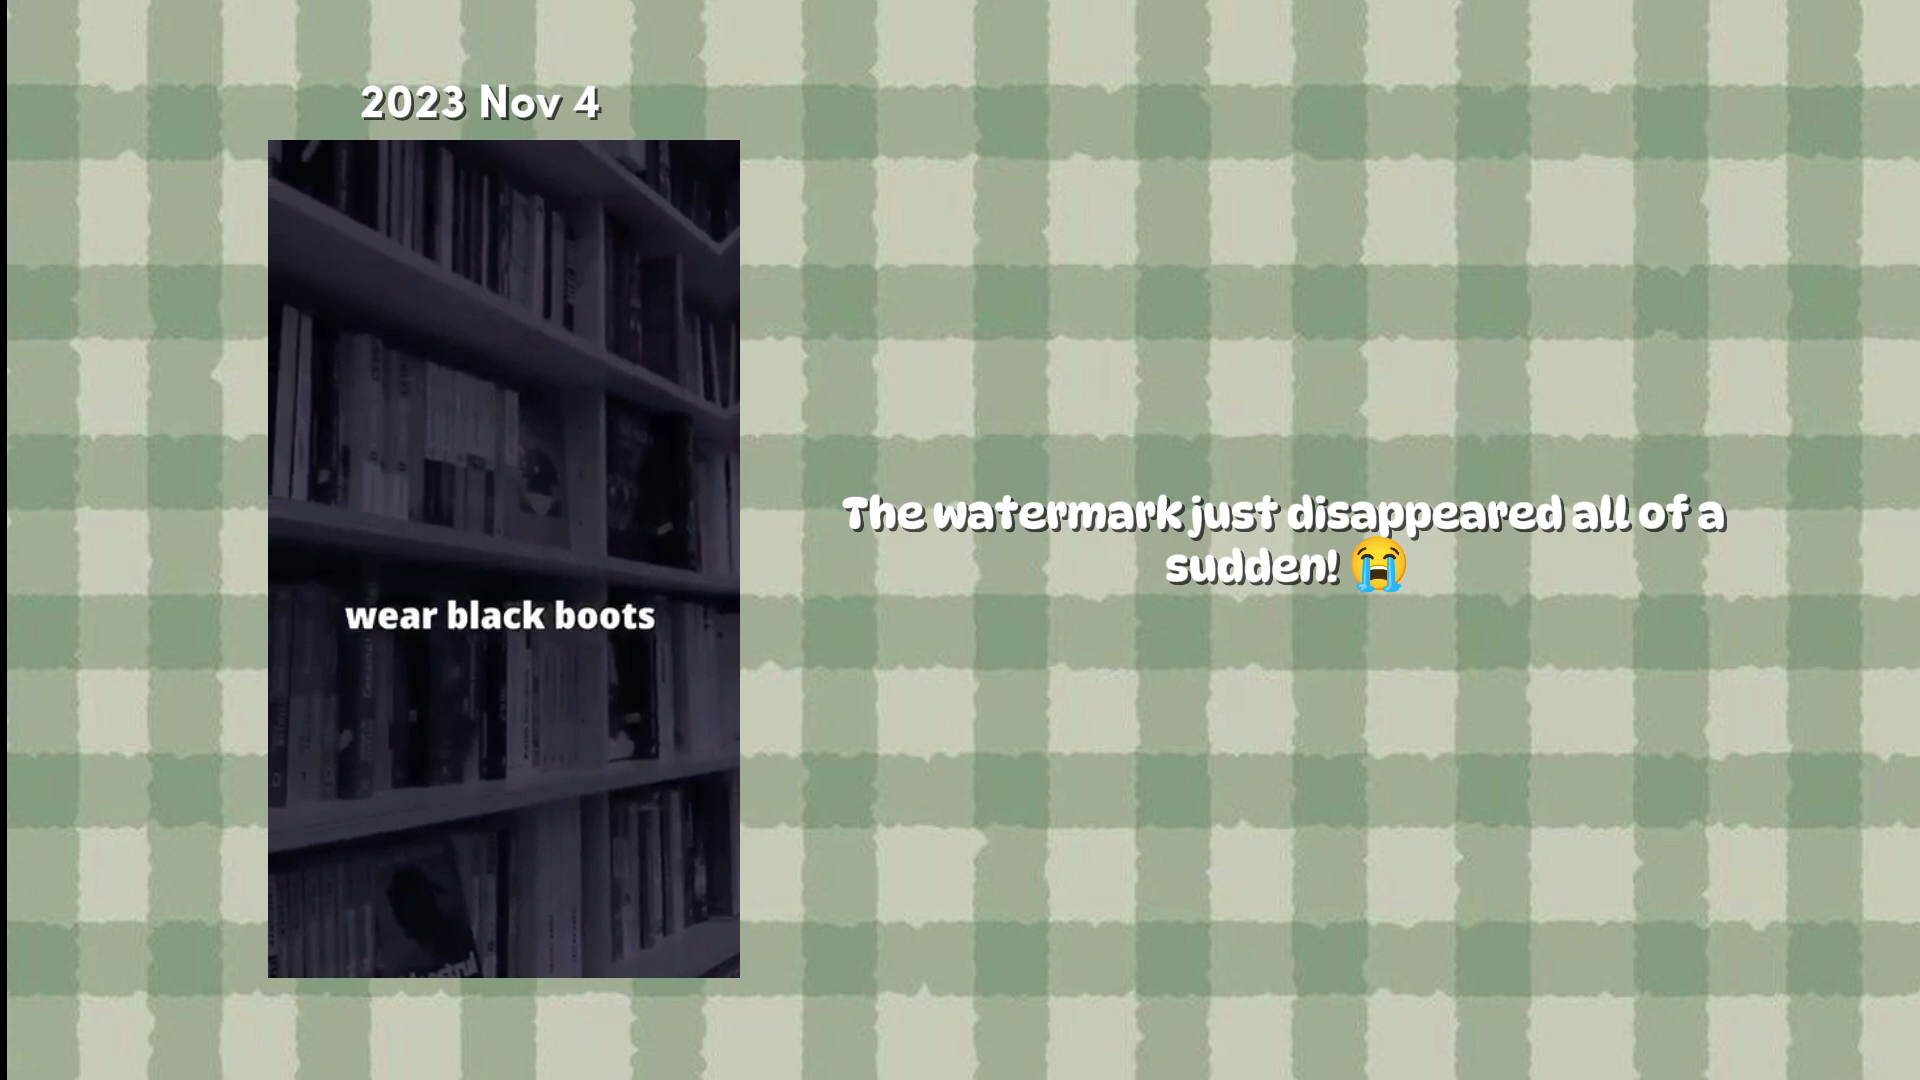 2023 Nov 4
wear black boots
The watermark just disappeared all of a
sudden! 😭